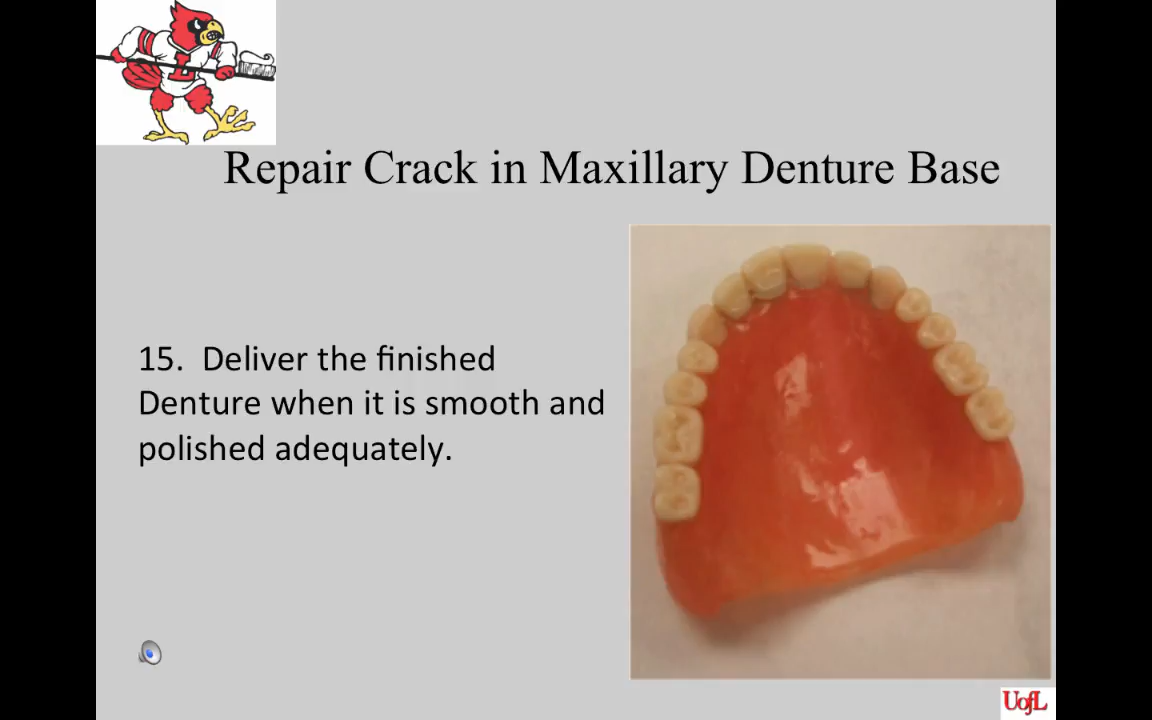 Repair Crack in Maxillary Denture Base
15. Deliver the finished
Denture when it is smooth and
polished adequately.
UofL